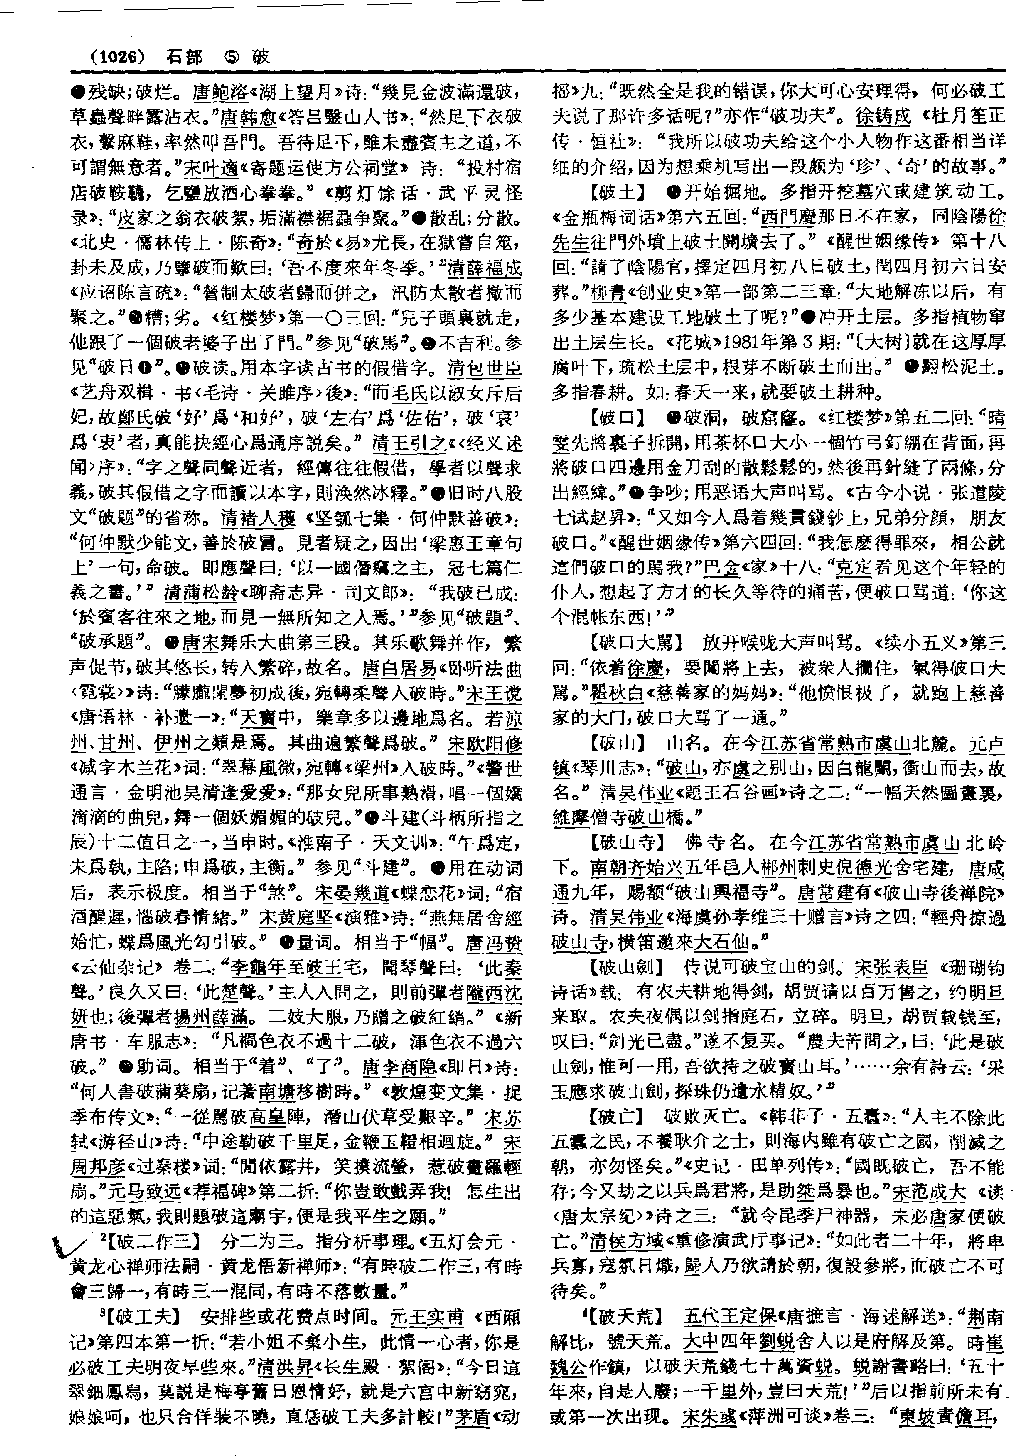 (1026) 石部 ⑤ 破
●残缺;破烂。唐鲍溶《湖上望月》诗:“幾見金波滿還破,
草蟲聲畔露沾衣。”唐韩愈《答吕毉山人书》:“然足下衣破
衣,繫麻鞋,率然叩吾門。吾待足下,雖未盡賓主之道,不
可謂無意者。”宋叶適《寄题运使方公祠堂》诗:“投村宿
店破鞍韉,乞鹽放酒心拳拳。”《剪灯馀话·武平灵怪
录》:“皮家之翁衣破絮,垢滿襟裾蝨争聚。”●散乱;分散。
《北史·儒林传上·陈奇》:“奇於《易》尤長,在獄嘗自筮,
卦未及成,乃攣破而歎曰:‘吾不度來年冬季。’”清薛福成
《应诏陈言疏》:“營制太破者歸而併之,汛防太散者撤而
聚之。”●糟;劣。《红楼梦》第一〇三回:“兒子頭裏就走,
他跟了一個破老婆子出了門。”参见“破馬”。●不吉利。参
见“破日●”。●破读。用本字读古书的假借字。清包世臣
《艺舟双楫·书〈毛诗·关雎序〉後》:“而毛氏以淑女斥后
妃,故鄭氏破‘好’爲‘和好’,破‘左右’爲‘佐佑’,破‘哀’
爲‘衷’者,真能抉經心爲通序説矣。”清王引之《〈经义述
闻〉序》:“字之聲同聲近者,經傳往往假借,學者以聲求
義,破其假借之字而讀以本字,則涣然冰釋。”●旧时八股
文“破题”的省称。清褚人穫《坚瓠七集·何仲默善破》:
“何仲默少能文,善於破冒。見者疑之,因出‘梁惠王章句
上’一句,命破。即應聲曰:‘以一國僭竊之主,冠七篇仁
義之書。’”清蒲松龄《聊斋志异·司文郎》:“我破已成:
‘於賓客往來之地,而見一無所知之人焉。’”参见“破題”、
“破承題”。●唐宋舞乐大曲第三段。其乐歌舞并作,繁
声促节,破其悠长,转入繁碎,故名。唐白居易《卧听法曲
〈霓裳〉》诗:“朦朧閑夢初成後,宛轉柔聲入破時。”宋王谠
《唐语林·补遗一》:“天寶中,樂章多以邊地爲名。若凉
州、甘州、伊州之類是焉。其曲遍繁聲爲破。”宋欧阳修
《减字木兰花》词:“翠幕風微,宛轉《梁州》入破時。”《警世
通言·金明池吴清逢爱爱》:“那女兒所事熟滑,唱一個嬌
滴滴的曲兒,舞一個妖媚媚的破兒。”●斗建(斗柄所指之
辰)十二值日之一,当申时。《淮南子·天文训》:“午爲定,
未爲執,主陷;申爲破,主衡。”参见“斗建”。●用在动词
后,表示极度。相当于“煞”。宋晏幾道《蝶恋花》词:“宿
酒醒遲,惱破春情緒。”宋黄庭坚《演雅》诗:“燕無居舍經
始忙,蝶爲風光勾引破。”●量词。相当于“幅”。唐冯贽
《云仙杂记》卷二:“李龜年至岐王宅,聞琴聲曰:‘此秦
聲。’良久又曰:‘此楚聲。’主人入問之,則前彈者隴西沈
妍也;後彈者揚州薛滿。二妓大服,乃贈之破紅綃。”《新
唐书·车服志》:“凡襇色衣不過十二破,渾色衣不過六
破。”●助词。相当于“着”、“了”。唐李商隐《即日》诗:
“何人書破蒲葵扇,记著南塘移樹時。”《敦煌变文集·捉
季布传文》:“一從罵破高皇陣,潛山伏草受艱辛。”宋苏
轼《游径山》诗:“中途勒破千里足,金鞭玉鐙相迴旋。”宋
周邦彦《过秦楼》词:“閒依露井,笑撲流螢,惹破畫羅輕
扇。”元马致远《荐福碑》第二折:“你豈敢戲弄我!怎生出
的這惡氣,我則題破這廟宇,便是我平生之願。”
²【破二作三】 分二为三。指分析事理。《五灯会元·
黄龙心禅师法嗣·黄龙悟新禅师》:“有時破二作三,有時
會三歸一,有時三一混同,有時不落數量。”
³【破工夫】 安排些或花费点时间。元王实甫《西厢
记》第四本第一折:“若小姐不棄小生,此情一心者,你是
必破工夫明夜早些來。”清洪昇《长生殿·絮阁》:“今日這
翠鈿鳳舄,莫説是梅亭舊日恩情好,就是六宫中新窈窕,
娘娘呵,也只合佯裝不曉,直恁破工夫多計較!”茅盾《动
摇》九:“既然全是我的错误,你大可心安理得,何必破工
夫说了那许多话呢?”亦作“破功夫”。徐铸成《杜月笙正
传·恒社》:“我所以破功夫给这个小人物作这番相当详
细的介绍,因为想乘机写出一段颇为‘珍’、‘奇’的故事。”
【破土】 ●开始掘地。多指开挖墓穴或建筑动工。
《金瓶梅词话》第六五回:“西門慶那日不在家,同陰陽徐
先生往門外墳上破土開壙去了。”《醒世姻缘传》第十八
回:“請了陰陽官,擇定四月初八日破土,閏四月初六日安
葬。”柳青《创业史》第一部第二三章:“大地解冻以后,有
多少基本建设工地破土了呢?”●冲开土层。多指植物窜
出土层生长。《花城》1981年第3期:“〔大树〕就在这厚厚
腐叶下,疏松土层中,根芽不断破土而出。”●翻松泥土。
多指春耕。如:春天一来,就要破土耕种。
【破口】 ●破洞,破窟窿。《红楼梦》第五二回:“晴
雯先將裏子拆開,用茶杯口大小一個竹弓釘綳在背面,再
將破口四邊用金刀刮的散鬆鬆的,然後再針縫了兩條,分
出經緯。”●争吵;用恶语大声叫骂。《古今小说·张道陵
七试赵昇》:“又如今人爲着幾貫錢鈔上,兄弟分顔,朋友
破口。”《醒世姻缘传》第六四回:“我怎麽得罪來,相公就
這們破口的駡我?”巴金《家》十八:“克定看见这个年轻的
仆人,想起了方才的长久等待的痛苦,便破口骂道:‘你这
个混帐东西!’”
【破口大駡】 放开喉咙大声叫骂。《续小五义》第三
回:“依着徐慶,要闖將上去,被衆人攔住,氣得破口大
駡。”瞿秋白《慈善家的妈妈》:“他愤恨极了,就跑上慈善
家的大门,破口大骂了一通。”
【破山】 山名。在今江苏省常熟市虞山北麓。元卢
镇《琴川志》:“破山,亦虞之别山,因白龍鬭,衝山而去,故
名。”清吴伟业《题王石谷画》诗之二:“一幅天然圖畫裏,
維摩僧寺破山橋。”
【破山寺】 佛寺名。在今江苏省常熟市虞山北岭
下。南朝齐始兴五年邑人郴州刺史倪德光舍宅建,唐咸
通九年,赐额“破山興福寺”。唐常建有《破山寺後禅院》
诗。清吴伟业《海虞孙孝维三十赠言》诗之四:“輕舟掠過
破山寺,横笛邀來大石仙。”
【破山劍】 传说可破宝山的剑。宋张表臣《珊瑚钩
诗话》载:有农夫耕地得剑,胡贾请以百万售之,约明旦
来取。农夫夜偶以剑指庭石,立碎。明旦,胡贾载钱至,
叹曰:“剑光已盡。”遂不复买。“農夫苦問之,曰:‘此是破
山劍,惟可一用,吾欲持之破寶山耳。’……余有詩云:‘采
玉應求破山劍,探珠仍遺水精奴。’”
【破亡】 破败灭亡。《韩非子·五蠹》:“人主不除此
五蠹之民,不養耿介之士,則海内雖有破亡之國,削滅之
朝,亦勿怪矣。”《史记·田单列传》:“國既破亡,吾不能
存;今又劫之以兵爲君將,是助桀爲暴也。”宋范成大《读
〈唐太宗纪〉》诗之三:“就令昆季尸神器,未必唐家便破
亡。”清侯方域《重修演武厅事记》:“如此者二十年,將卑
兵寡,寇氛日熾,歸人乃欲請於朝,復設參將,而破亡不可
待矣。”
⁴【破天荒】 五代王定保《唐摭言·海述解送》:“荆南
解比,號天荒。大中四年劉蜕舍人以是府解及第。時崔
魏公作鎮,以破天荒錢七十萬資蜕。蜕謝書略曰:‘五十
年來,自是人廢;一千里外,豈曰天荒!’”后以指前所未有
或第一次出现。宋朱彧《萍洲可谈》卷三:“東坡責儋耳,